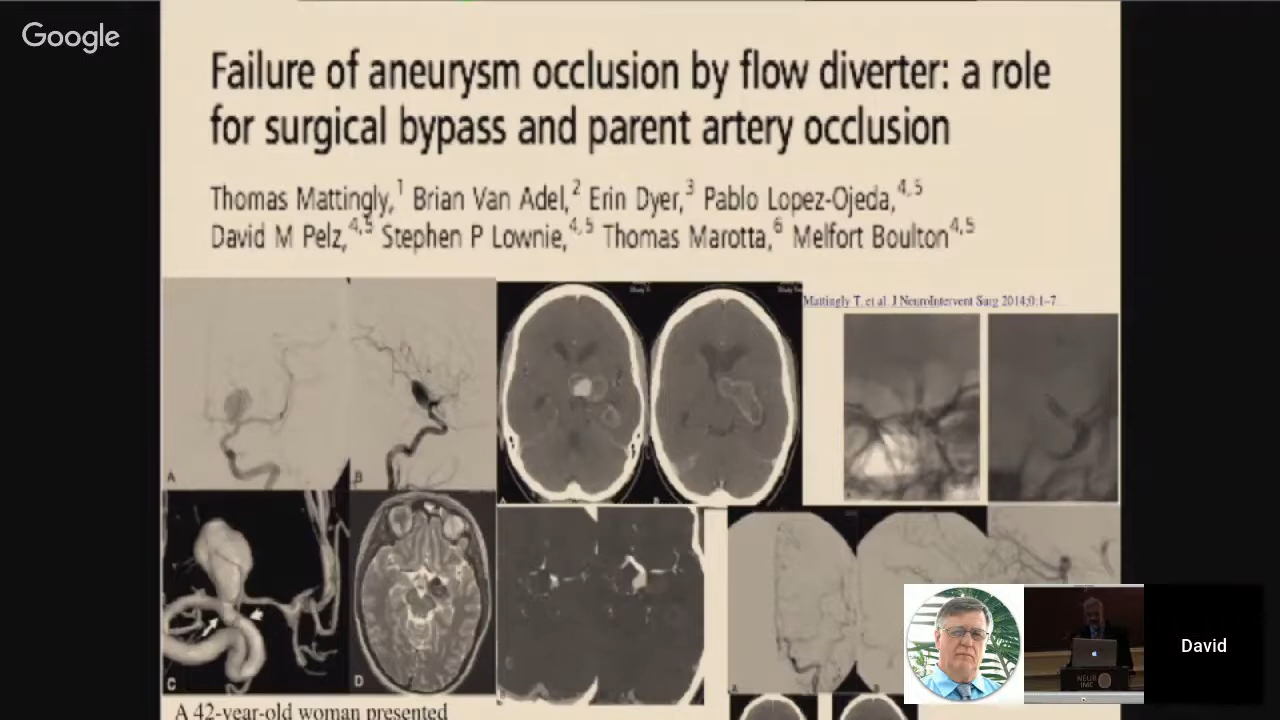 Google
Failure of aneurysm occlusion by flow diverter: a role
for surgical bypass and parent artery occlusion
Thomas Mattingly,1 Brian Van Adel,2 Erin Dyer,3 Pablo Lopez-Ojeda,4,5
David M Pelz,4,5 Stephen P Lownie,4,5 Thomas Marotta,6 Melfort Boulton4,5
Mattingly T, et al. J NeuroIntervent Surg 2014;0:1–7.
A
B
C
D
A 42-year-old woman presented
David